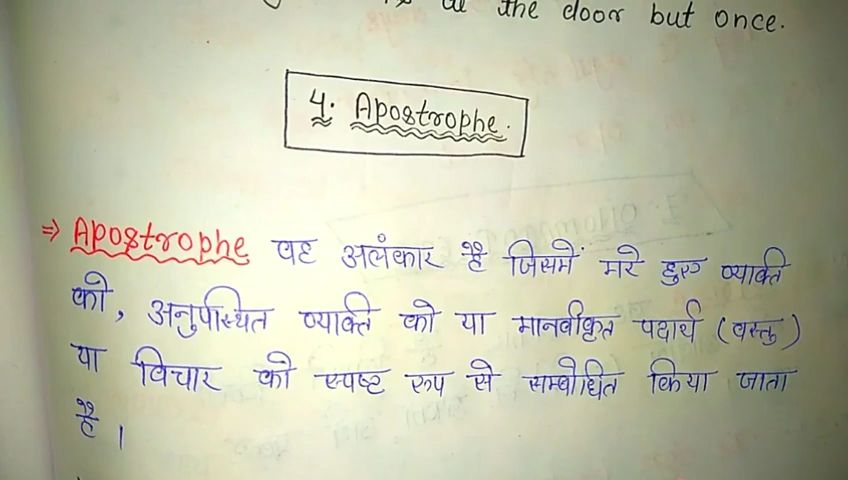 the door but once.
4. Apostrophe.
⇒ Apostrophe वह अलंकार है जिसमें मरे हुए व्यक्ति
को, अनुपस्थित व्यक्ति को या मानवीकृत पदार्थ (वस्तु)
या विचार को स्पष्ट रूप से सम्बोधित किया जाता
है।